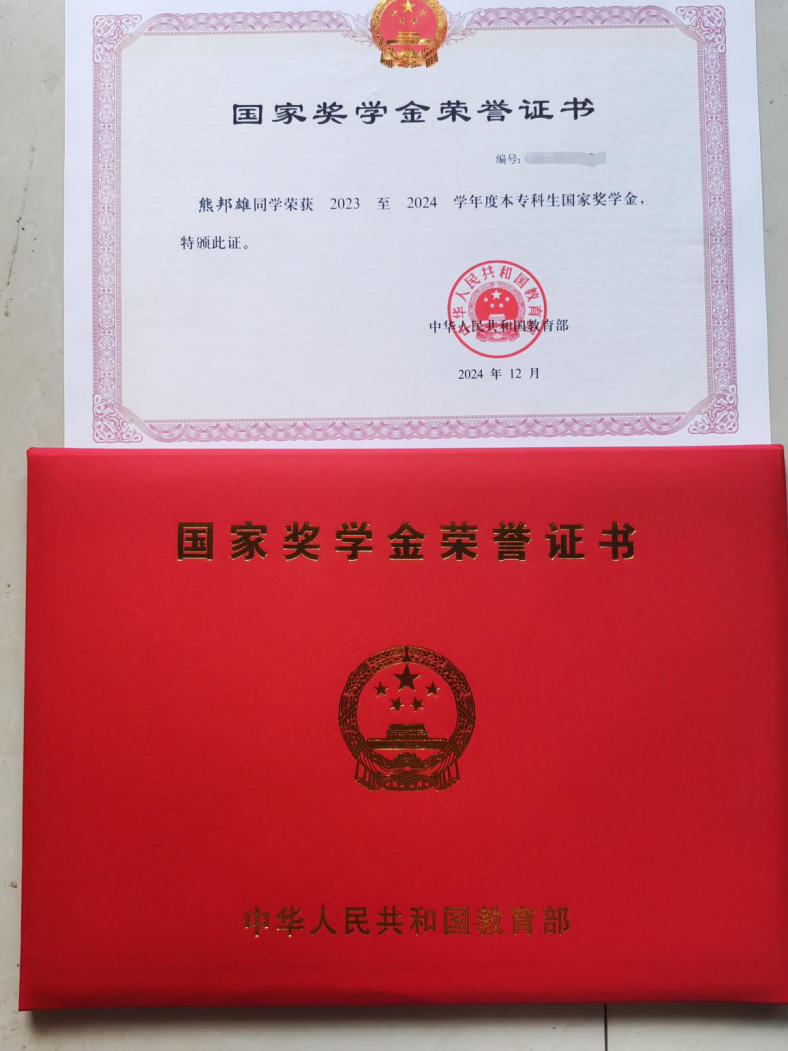 国家奖学金荣誉证书
编号:
熊邦雄同学荣获 2023 至 2024 学年度本专科生国家奖学金，
特颁此证。
中华人民共和国教育部
中华人民共和国教育部
2024 年 12 月
国家奖学金荣誉证书
中华人民共和国教育部